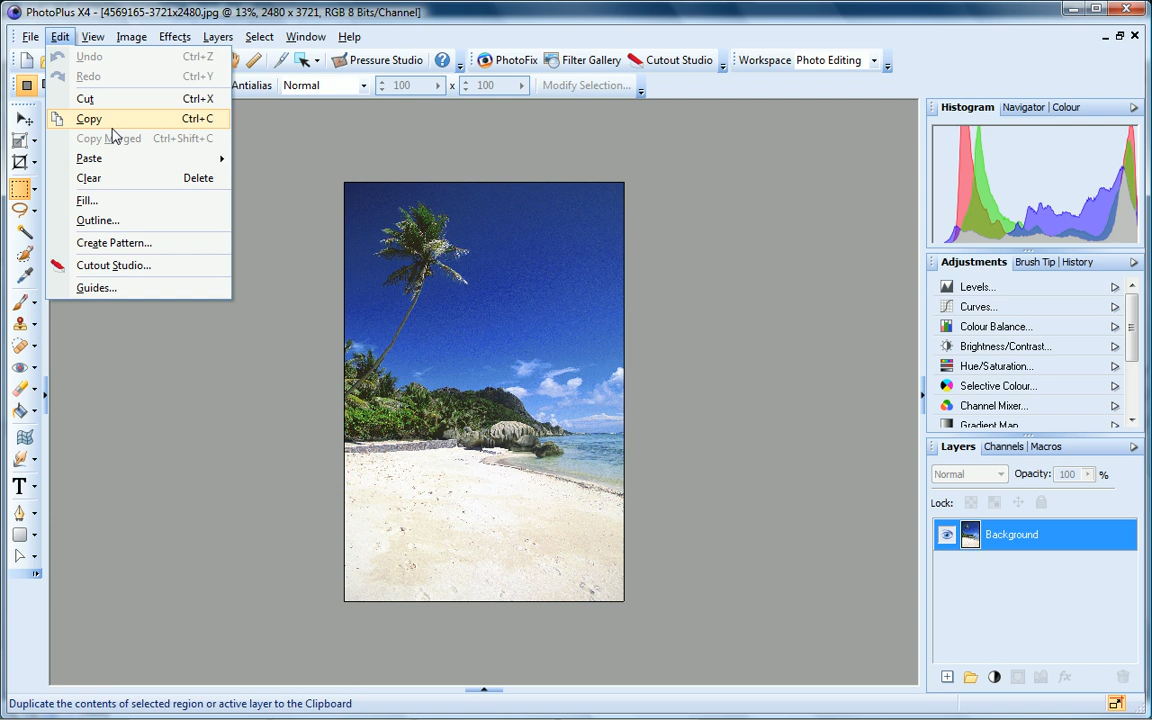 PhotoPlus X4 - [4569165-3721x2480.jpg @ 13%, 2480 x 3721, RGB 8 Bits/Channel]
File Edit View Image Effects Layers Select Window Help
Pressure Studio PhotoFix Filter Gallery Cutout Studio Workspace Photo Editing
Antialias Normal 100 x 100 Modify Selection...
Undo Ctrl+Z
Redo Ctrl+Y
Cut Ctrl+X
Copy Ctrl+C
Copy Merged Ctrl+Shift+C
Paste
Clear Delete
Fill...
Outline...
Create Pattern...
Cutout Studio...
Guides...
Histogram Navigator Colour
Adjustments Brush Tip History
Levels...
Curves...
Colour Balance...
Brightness/Contrast...
Hue/Saturation...
Selective Colour...
Channel Mixer...
Gradient Map
Layers Channels Macros
Normal Opacity: 100 %
Lock:
Background
Duplicate the contents of selected region or active layer to the Clipboard